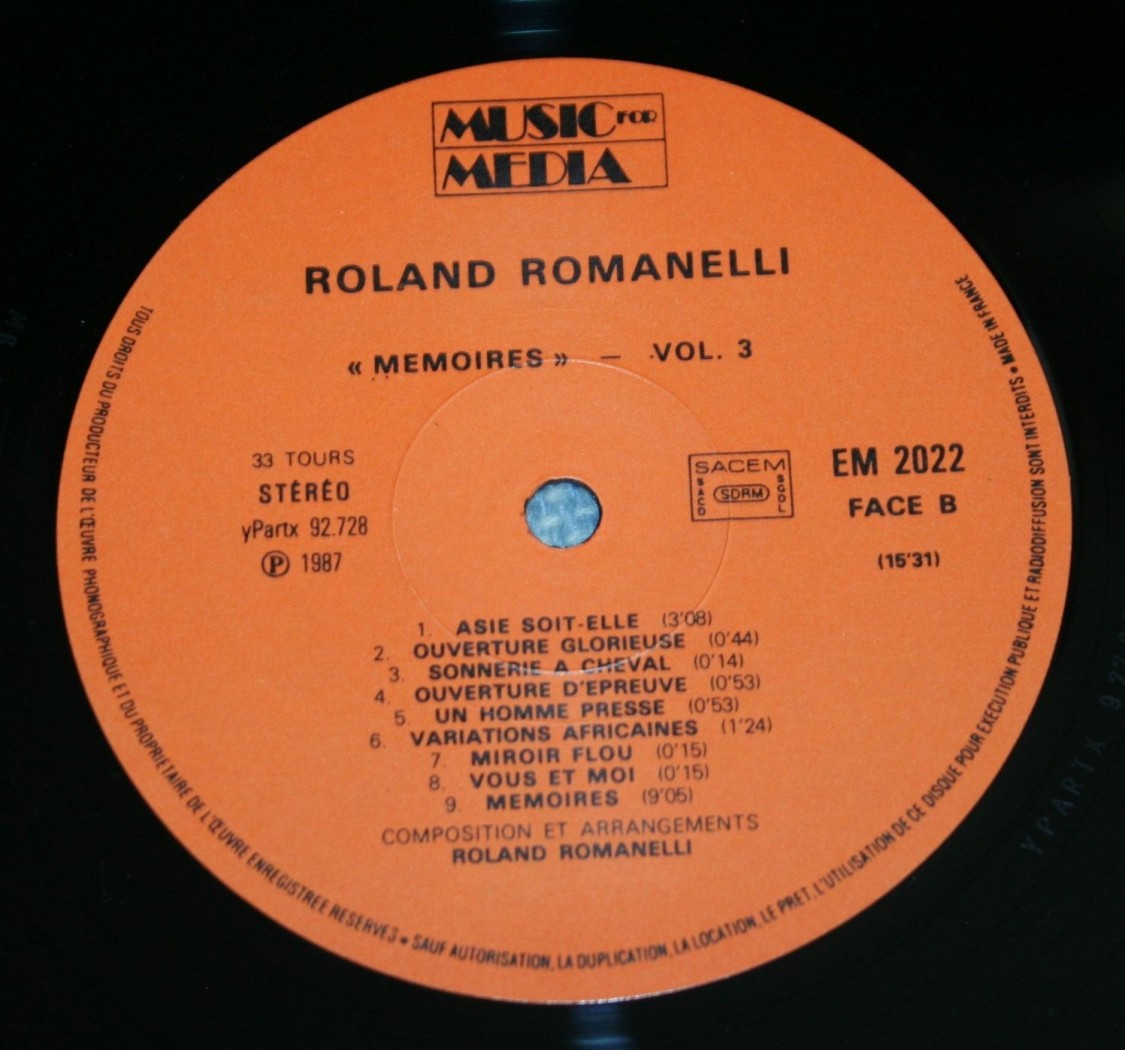 MUSIC FOR
MEDIA
ROLAND ROMANELLI
« MEMOIRES » — VOL. 3
33 TOURS
STÉRÉO
yPartx 92.728
Ⓟ 1987
SACEM
SACD
SDRM
SGDL
EM 2022
FACE B
(15'31)
1. ASIE SOIT-ELLE (3'08)
2. OUVERTURE GLORIEUSE (0'44)
3. SONNERIE A CHEVAL (0'14)
4. OUVERTURE D'EPREUVE (0'53)
5. UN HOMME PRESSE (0'53)
6. VARIATIONS AFRICAINES (1'24)
7. MIROIR FLOU (0'15)
8. VOUS ET MOI (0'15)
9. MEMOIRES (9'05)
COMPOSITION ET ARRANGEMENTS
ROLAND ROMANELLI
TOUS DROITS DU PRODUCTEUR DE L'ŒUVRE PHONOGRAPHIQUE ET DU PROPRIETAIRE DE L'ŒUVRE ENREGISTREE RESERVES • SAUF AUTORISATION, LA DUPLICATION, LA LOCATION, LE PRET, L'UTILISATION DE CE DISQUE POUR EXECUTION PUBLIQUE ET RADIODIFFUSION SONT INTERDITS • MADE IN FRANCE
YPARTX